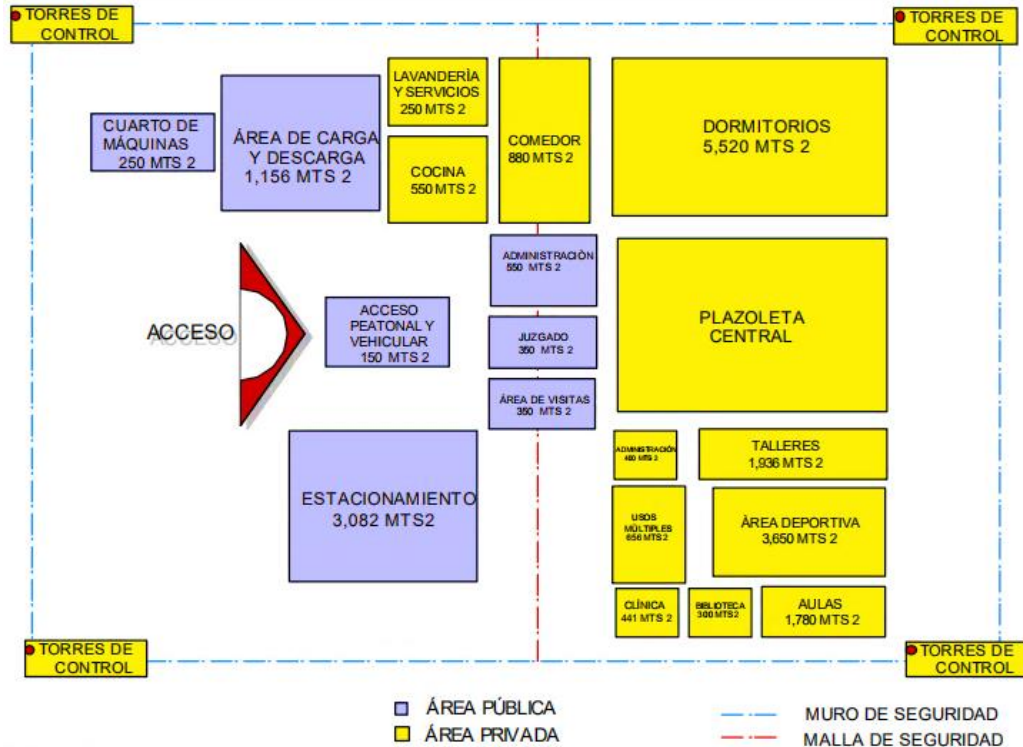 TORRES DE
CONTROL
TORRES DE
CONTROL
LAVANDERÌA
Y SERVICIOS
250 MTS 2
CUARTO DE
MÁQUINAS
250 MTS 2
ÁREA DE CARGA
Y DESCARGA
1,156 MTS 2
COCINA
550 MTS 2
COMEDOR
880 MTS 2
DORMITORIOS
5,520 MTS 2
ADMINISTRACIÒN
550 MTS 2
ACCESO
ACCESO
PEATONAL Y
VEHICULAR
150 MTS 2
JUZGADO
350 MTS 2
ÁREA DE VISITAS
350 MTS 2
PLAZOLETA
CENTRAL
ESTACIONAMIENTO
3,082 MTS2
ADMINISTRACIÓN
400 MTS 2
TALLERES
1,936 MTS 2
USOS
MÚLTIPLES
656 MTS 2
ÀREA DEPORTIVA
3,650 MTS 2
CLÍNICA
441 MTS 2
BIBLIOTECA
300 MTS2
AULAS
1,780 MTS 2
TORRES DE
CONTROL
TORRES DE
CONTROL
ÁREA PÚBLICA
ÁREA PRIVADA
MURO DE SEGURIDAD
MALLA DE SEGURIDAD